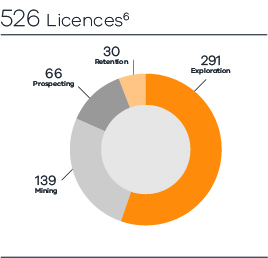 526 Licences⁶
30
Retention
291
Exploration
66
Prospecting
139
Mining